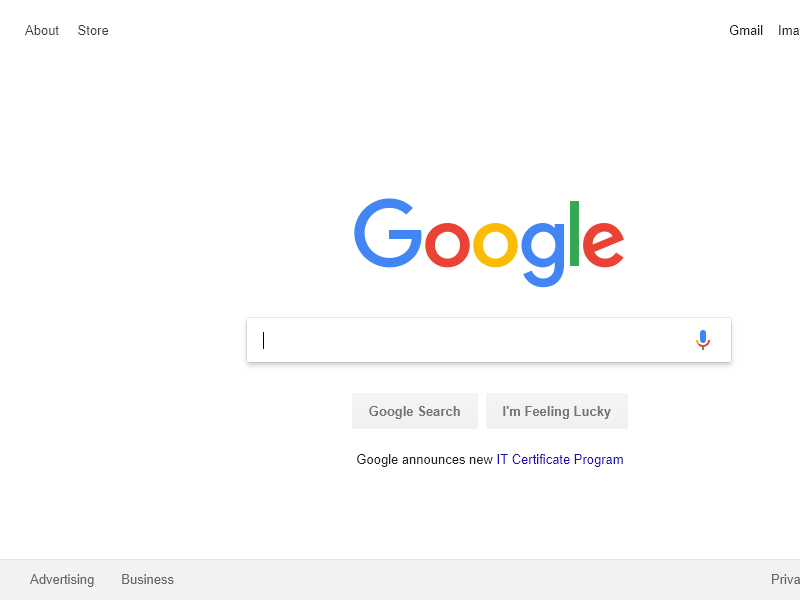 About Store Gmail Ima
Google
Google Search I'm Feeling Lucky
Google announces new IT Certificate Program
Advertising Business Priva